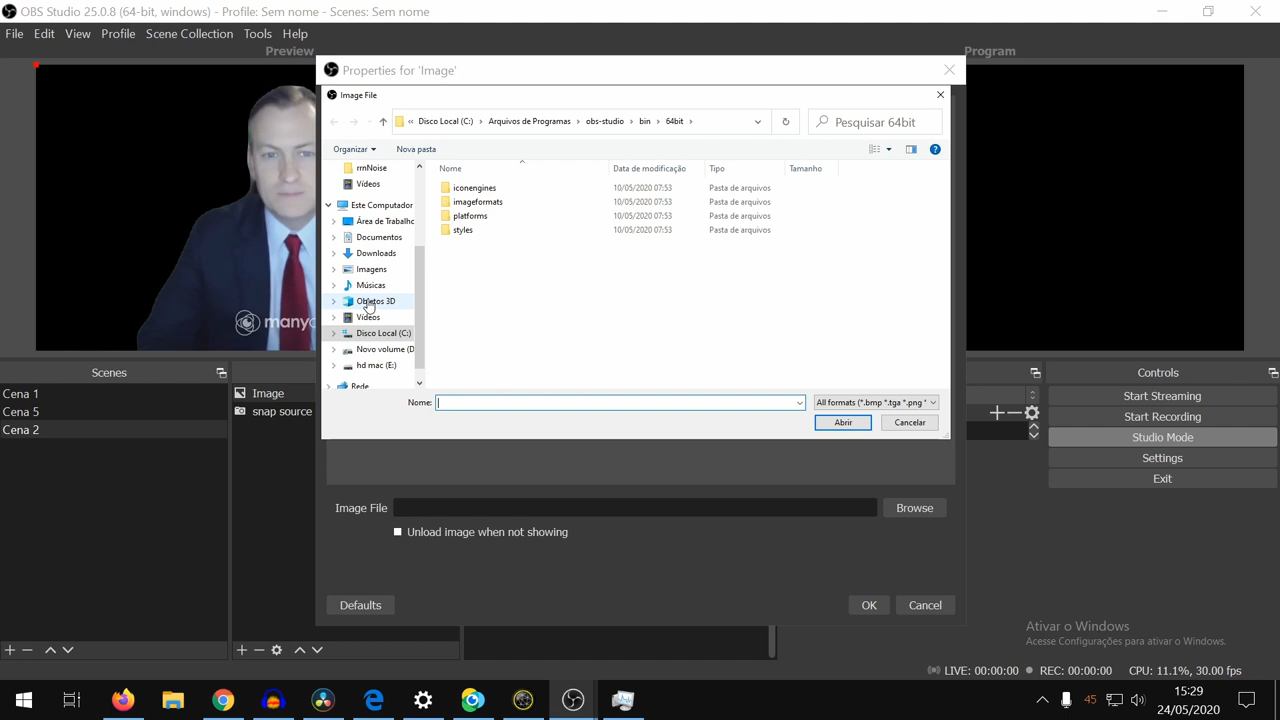 OBS Studio 25.0.8 (64-bit, windows) - Profile: Sem nome - Scenes: Sem nome
File Edit View Profile Scene Collection Tools Help
Preview
Program
Properties for 'Image'
Image File
« Disco Local (C:) > Arquivos de Programas > obs-studio > bin > 64bit >
Pesquisar 64bit
Organizar Nova pasta
rrnNoise
Vídeos
Este Computador
Área de Trabalho
Documentos
Downloads
Imagens
Músicas
Objetos 3D
Vídeos
Disco Local (C:)
Novo volume (D
hd mac (E:)
Rede
Nome Data de modificação Tipo Tamanho
iconengines 10/05/2020 07:53 Pasta de arquivos
imageformats 10/05/2020 07:53 Pasta de arquivos
platforms 10/05/2020 07:53 Pasta de arquivos
styles 10/05/2020 07:53 Pasta de arquivos
Nome: All formats (*.bmp *.tga *.png *
Abrir Cancelar
manyc
Image File Browse
Unload image when not showing
Defaults OK Cancel
Scenes
Cena 1
Cena 5
Cena 2
Image
snap source
Controls
Start Streaming
Start Recording
Studio Mode
Settings
Exit
Ativar o Windows
Acesse Configurações para ativar o Windows.
LIVE: 00:00:00 REC: 00:00:00 CPU: 11.1%, 30.00 fps
45
15:29
24/05/2020